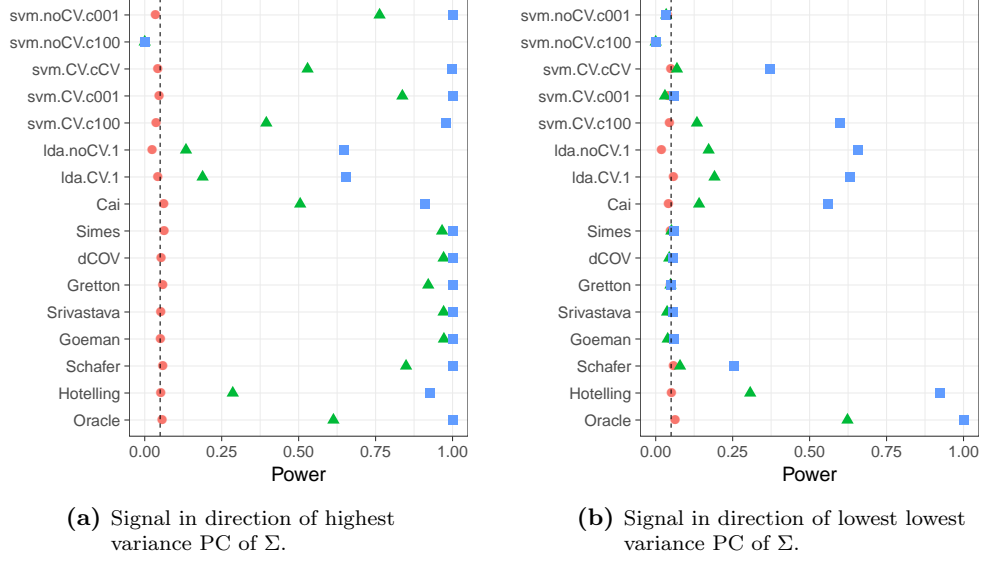 svm.noCV.c001
svm.noCV.c100
svm.CV.cCV
svm.CV.c001
svm.CV.c100
lda.noCV.1
lda.CV.1
Cai
Simes
dCOV
Gretton
Srivastava
Goeman
Schafer
Hotelling
Oracle
0.00 0.25 0.50 0.75 1.00
Power
(a) Signal in direction of highest
variance PC of Σ.
svm.noCV.c001
svm.noCV.c100
svm.CV.cCV
svm.CV.c001
svm.CV.c100
lda.noCV.1
lda.CV.1
Cai
Simes
dCOV
Gretton
Srivastava
Goeman
Schafer
Hotelling
Oracle
0.00 0.25 0.50 0.75 1.00
Power
(b) Signal in direction of lowest lowest
variance PC of Σ.